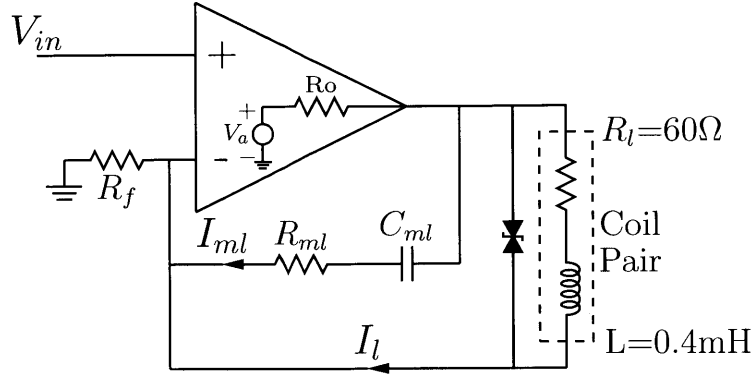 V_in
+
Ro
+
V_a
−
R_l=60Ω
-
R_f
I_ml
R_ml
C_ml
Coil
Pair
I_l
L=0.4mH